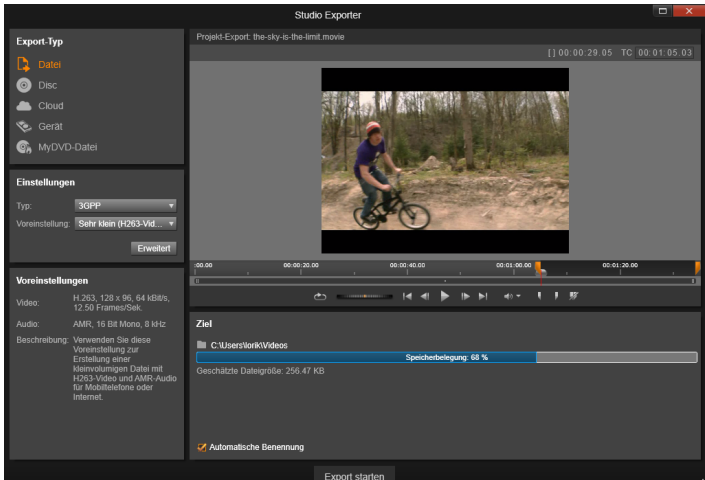 Studio Exporter
Export-Typ
Datei
Disc
Cloud
Gerät
MyDVD-Datei
Einstellungen
Typ: 3GPP
Voreinstellung: Sehr klein (H263-Vid...
Erweitert
Voreinstellungen
Video: H.263, 128 x 96, 64 kBit/s,
12.50 Frames/Sek.
Audio: AMR, 16 Bit Mono, 8 kHz
Beschreibung: Verwenden Sie diese
Voreinstellung zur
Erstellung einer
kleinvolumigen Datei mit
H263-Video und AMR-Audio
für Mobiltelefone oder
Internet.
Projekt-Export: the-sky-is-the-limit.movie
[ ] 00:00:29.05 TC 00:01:05.03
:00.00 00:00:20.00 00:00:40.00 00:01:00.00 00:01:20.00
Ziel
C:\Users\lorik\Videos
Speicherbelegung: 68 %
Geschätzte Dateigröße: 256.47 KB
Automatische Benennung
Export starten